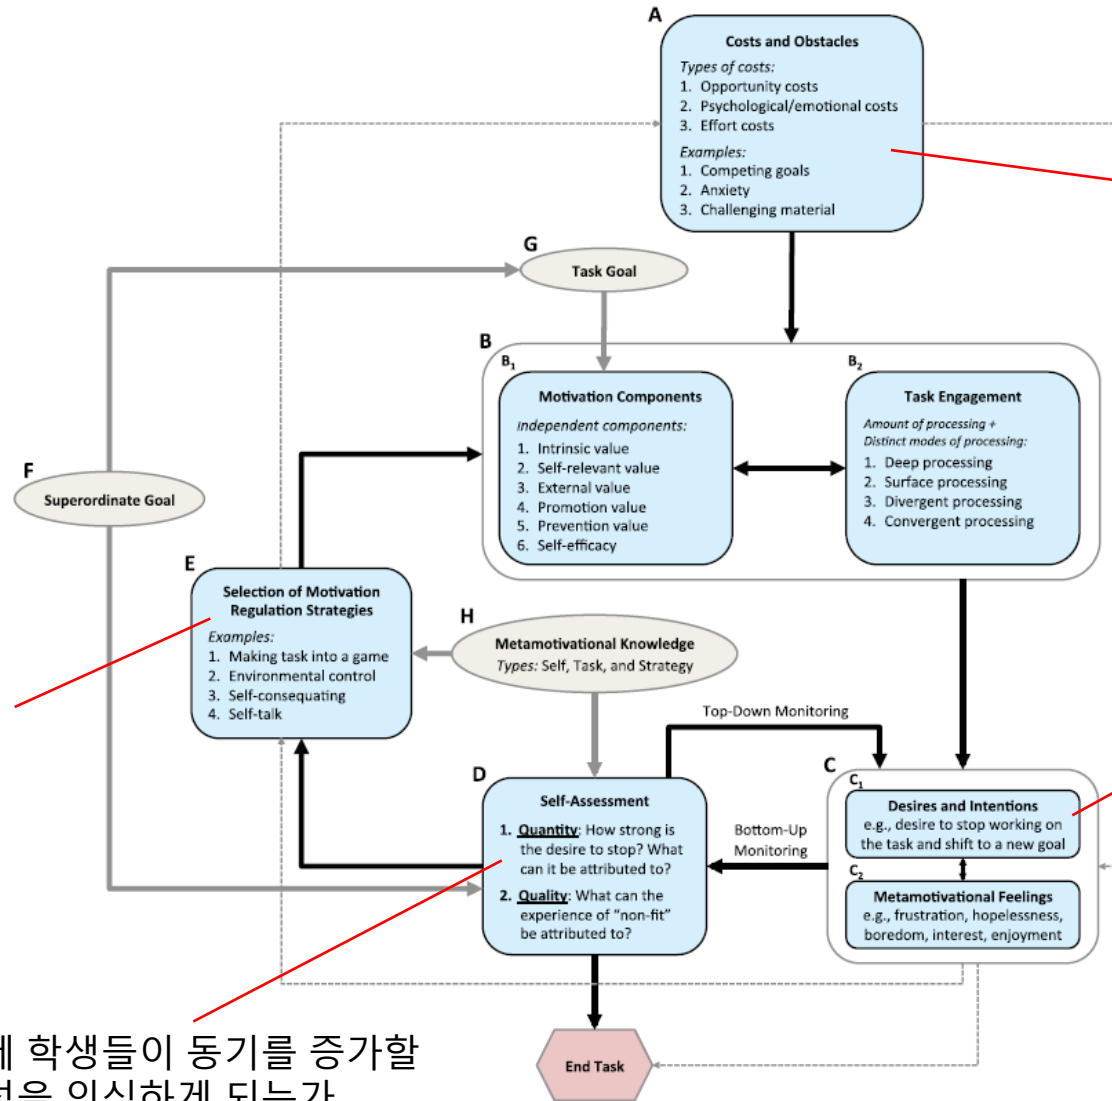 A
Costs and Obstacles
Types of costs:
1. Opportunity costs
2. Psychological/emotional costs
3. Effort costs
Examples:
1. Competing goals
2. Anxiety
3. Challenging material
G
Task Goal
B
B1
Motivation Components
Independent components:
1. Intrinsic value
2. Self-relevant value
3. External value
4. Promotion value
5. Prevention value
6. Self-efficacy
B2
Task Engagement
Amount of processing +
Distinct modes of processing:
1. Deep processing
2. Surface processing
3. Divergent processing
4. Convergent processing
F
Superordinate Goal
E
Selection of Motivation
Regulation Strategies
Examples:
1. Making task into a game
2. Environmental control
3. Self-consequating
4. Self-talk
H
Metamotivational Knowledge
Types: Self, Task, and Strategy
Top-Down Monitoring
D
Self-Assessment
1. Quantity: How strong is
the desire to stop? What
can it be attributed to?
2. Quality: What can the
experience of "non-fit"
be attributed to?
Bottom-Up
Monitoring
C
C1
Desires and Intentions
e.g., desire to stop working on
the task and shift to a new goal
C2
Metamotivational Feelings
e.g., frustration, hopelessness,
boredom, interest, enjoyment
End Task
학생들이 동기를 증가할
인식하게 되는가